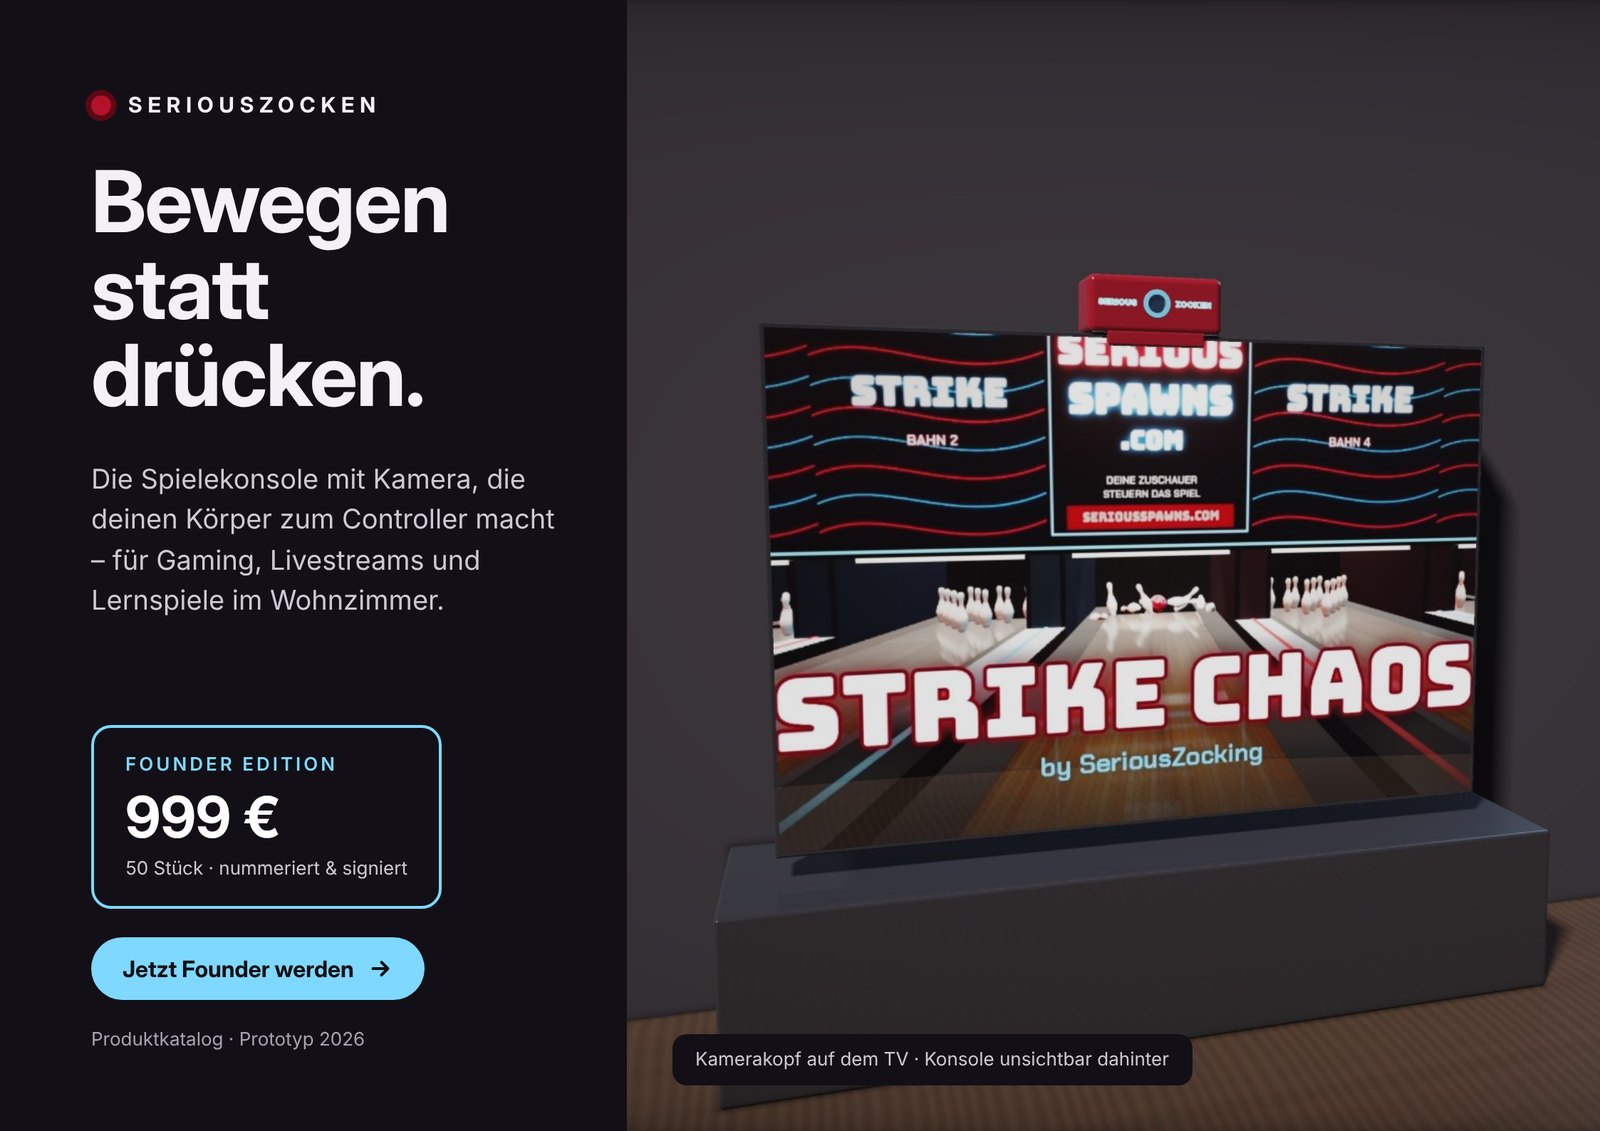 SERIOUSZOCKEN
Bewegen
statt
drücken.
Die Spielekonsole mit Kamera, die
deinen Körper zum Controller macht
– für Gaming, Livestreams und
Lernspiele im Wohnzimmer.
FOUNDER EDITION
999 €
50 Stück · nummeriert & signiert
Jetzt Founder werden →
Produktkatalog · Prototyp 2026
SERIOUS ZOCKEN
SERIOUS
SPAWNS
.COM
DEINE ZUSCHAUER
STEUERN DAS SPIEL
SERIOUSSPAWNS.COM
STRIKE
BAHN 2
STRIKE
BAHN 4
STRIKE CHAOS
by SeriousZocking
Kamerakopf auf dem TV · Konsole unsichtbar dahinter